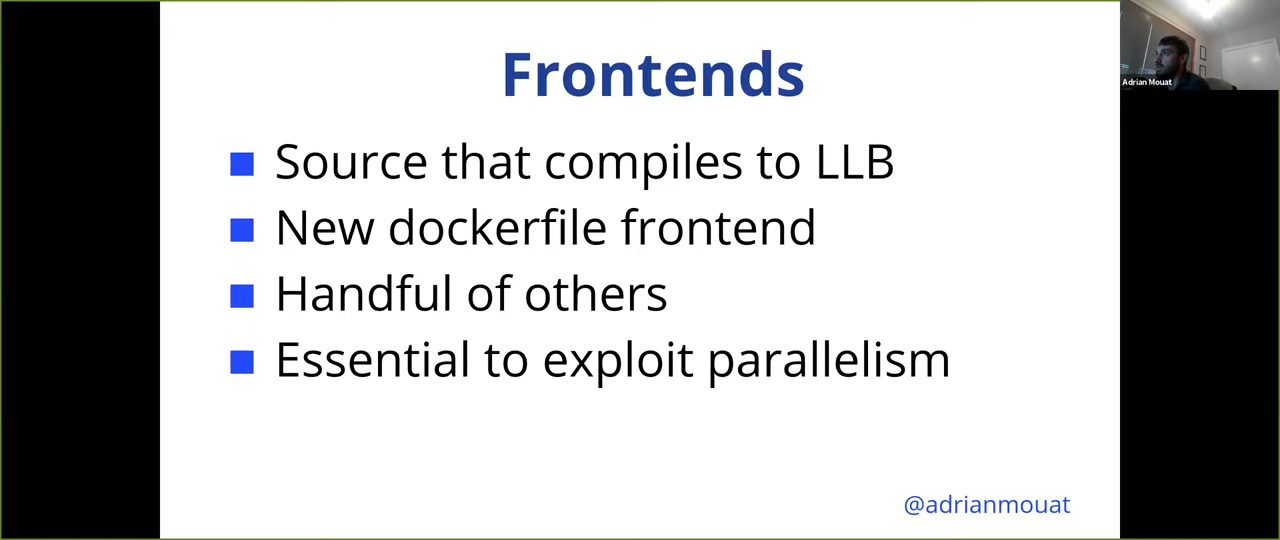 Frontends
Source that compiles to LLB
New dockerfile frontend
Handful of others
Essential to exploit parallelism
@adrianmouat
Adrian Mouat